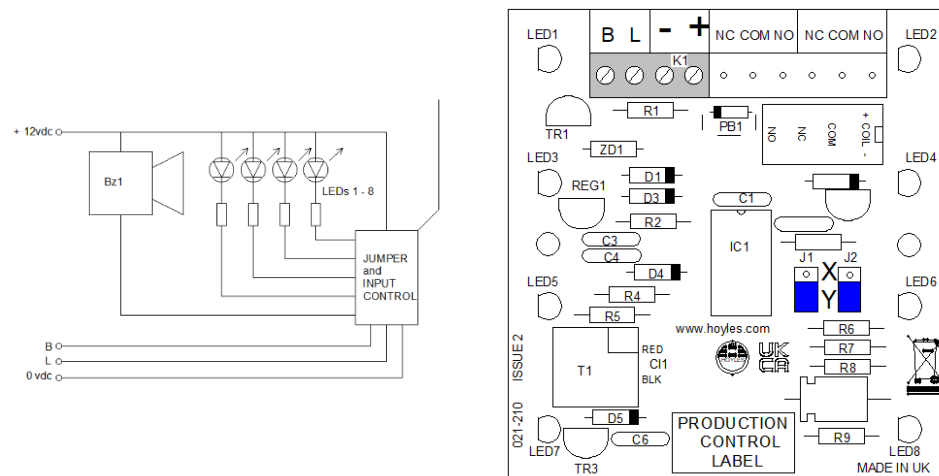 + 12vdc
Bz1
LEDs 1 - 8
JUMPER
and
INPUT
CONTROL
B
L
0 vdc
LED1
B L - +
NC COM NO
NC COM NO
LED2
K1
TR1
R1
PB1
NO
NC
COM
+ COIL -
ZD1
LED3
LED4
D1
REG1
D3
C1
R2
IC1
C3
C4
J1
X
J2
D4
Y
LED5
R4
LED6
R5
www.hoyles.com
R6
ISSUE 2
RED
HOYLES
UK
CA
R7
T1
CI1
R8
BLK
021-210
D5
PRODUCTION
CONTROL
LABEL
LED7
C6
R9
LED8
TR3
MADE IN UK